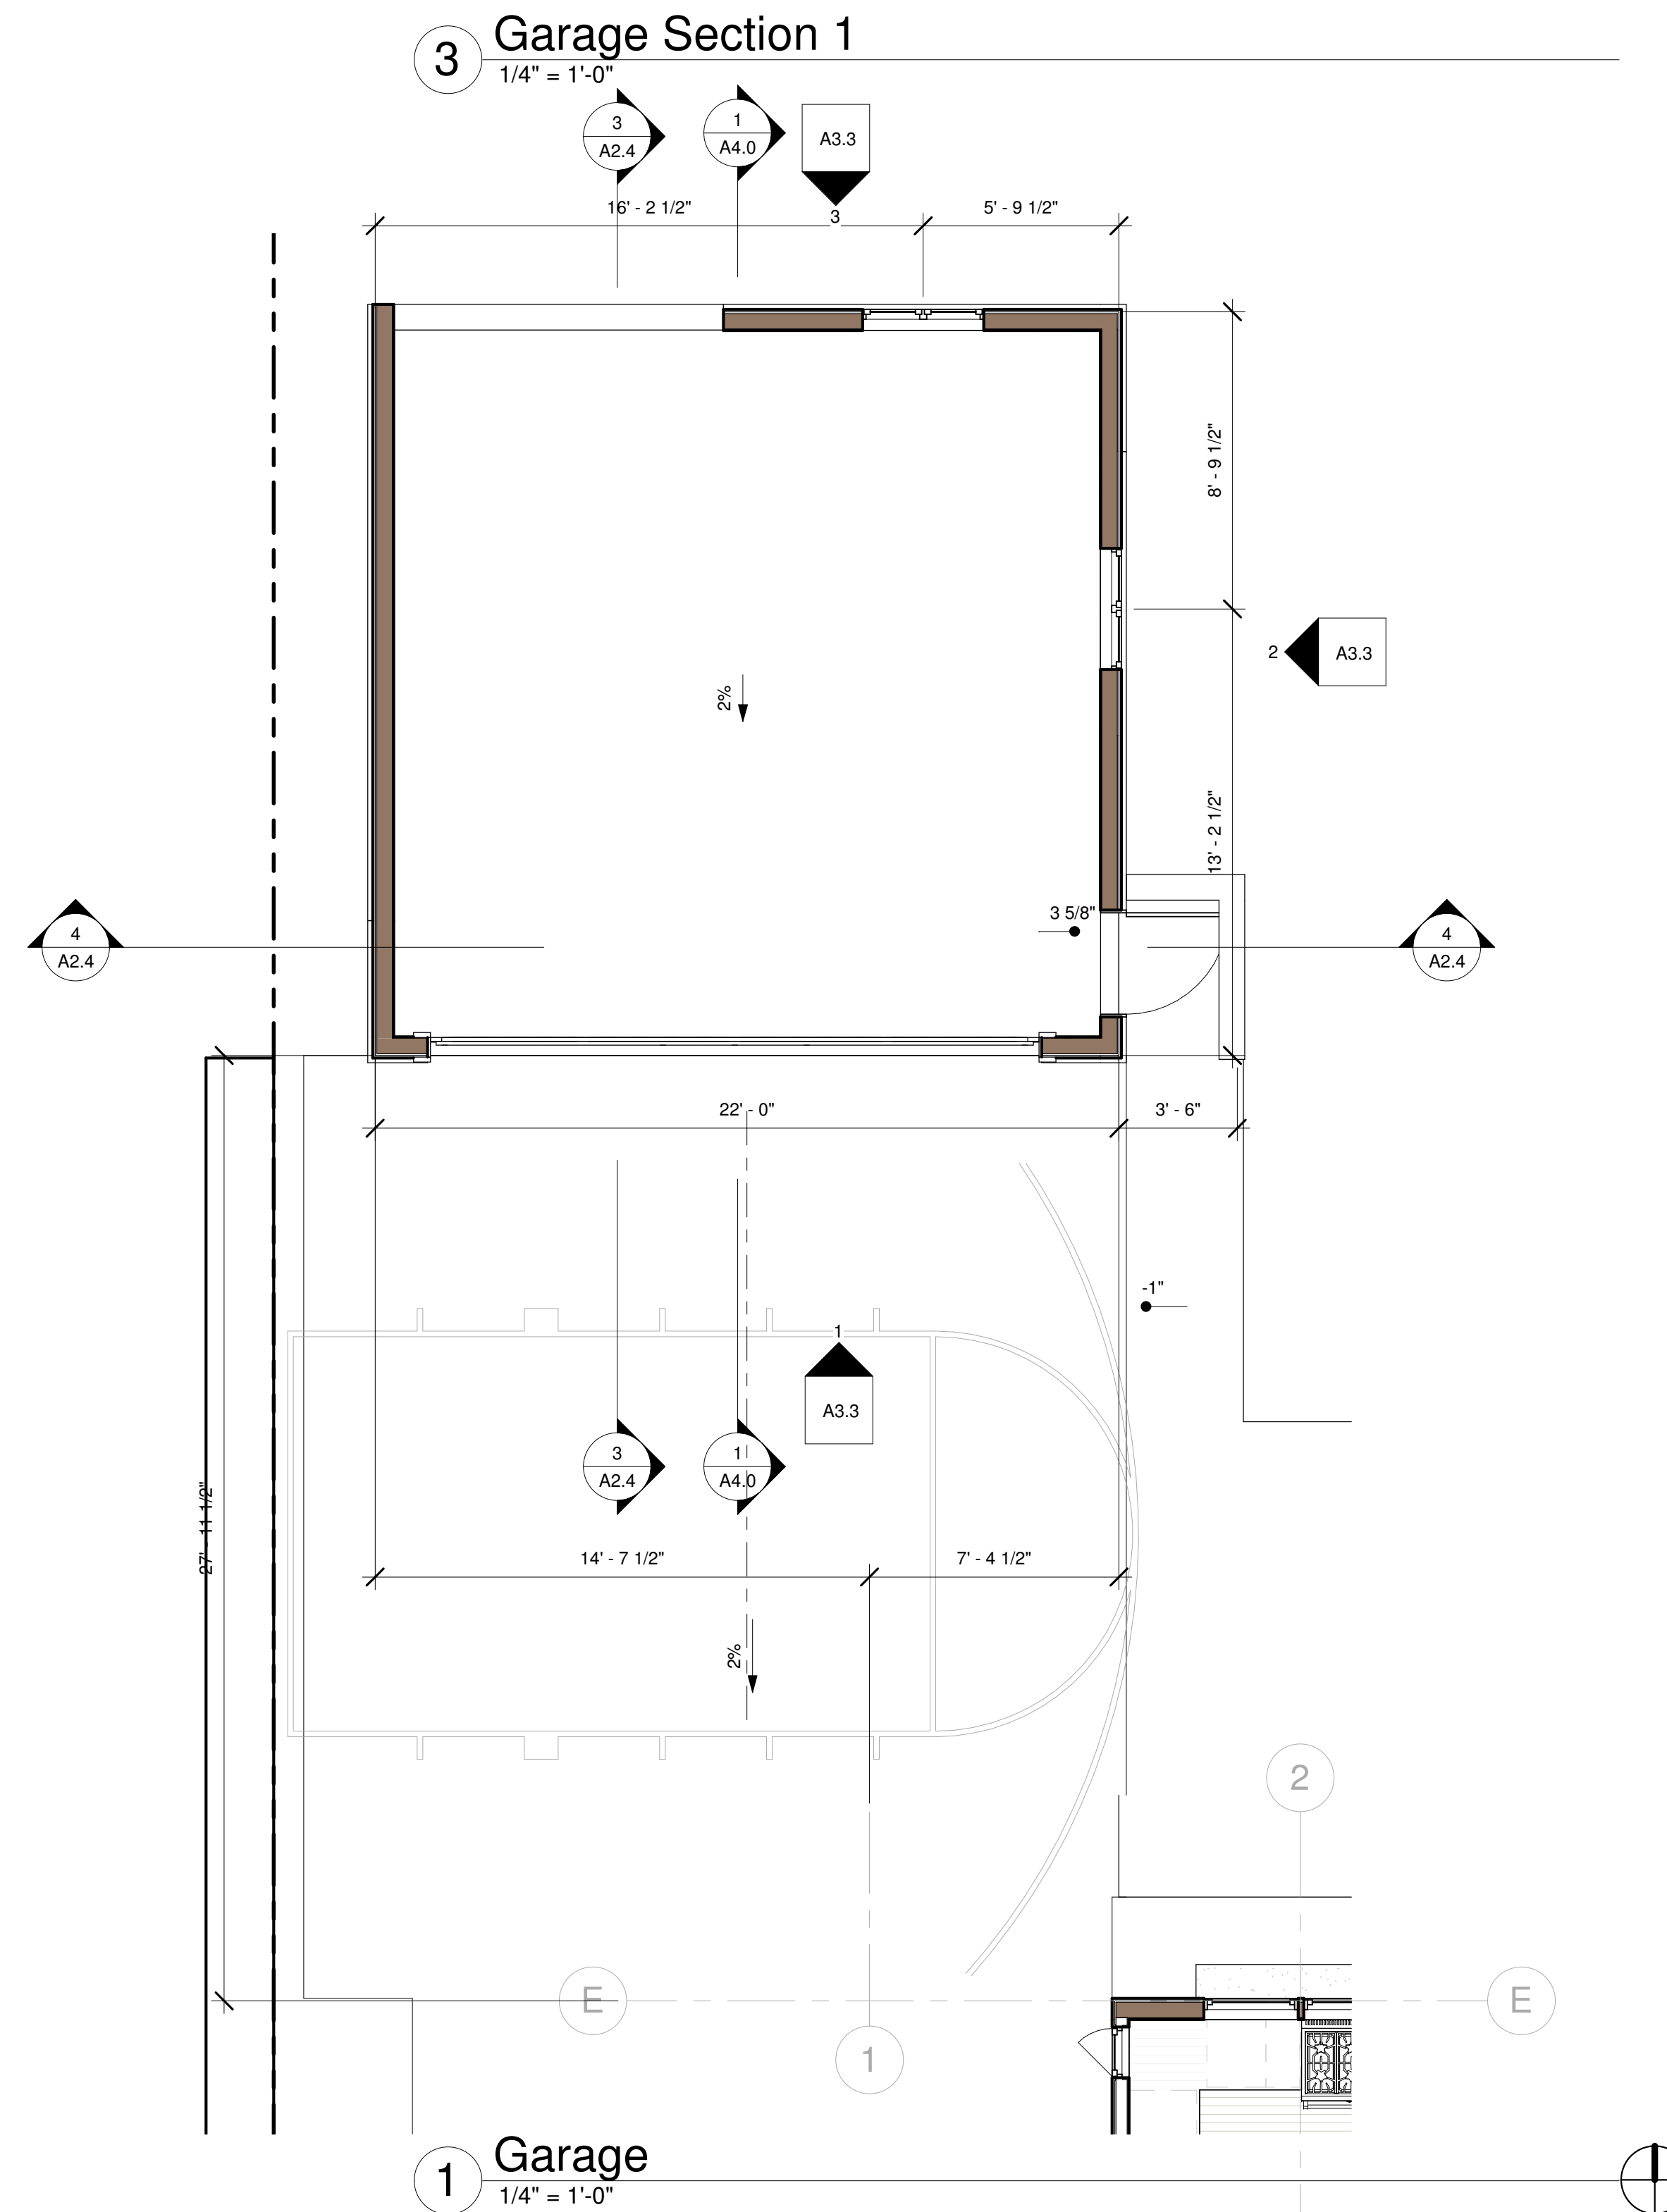 3
Garage Section 1
1/4" = 1'-0"
3
A2.4
1
A4.0
A3.3
3
16' - 2 1/2"
5' - 9 1/2"
8' - 9 1/2"
2%
2
A3.3
13' - 2 1/2"
3 5/8"
4
A2.4
4
A2.4
22' - 0"
3' - 6"
-1"
1
A3.3
3
A2.4
1
A4.0
27' - 11 1/2"
14' - 7 1/2"
7' - 4 1/2"
2%
2
E
E
1
1
Garage
1/4" = 1'-0"